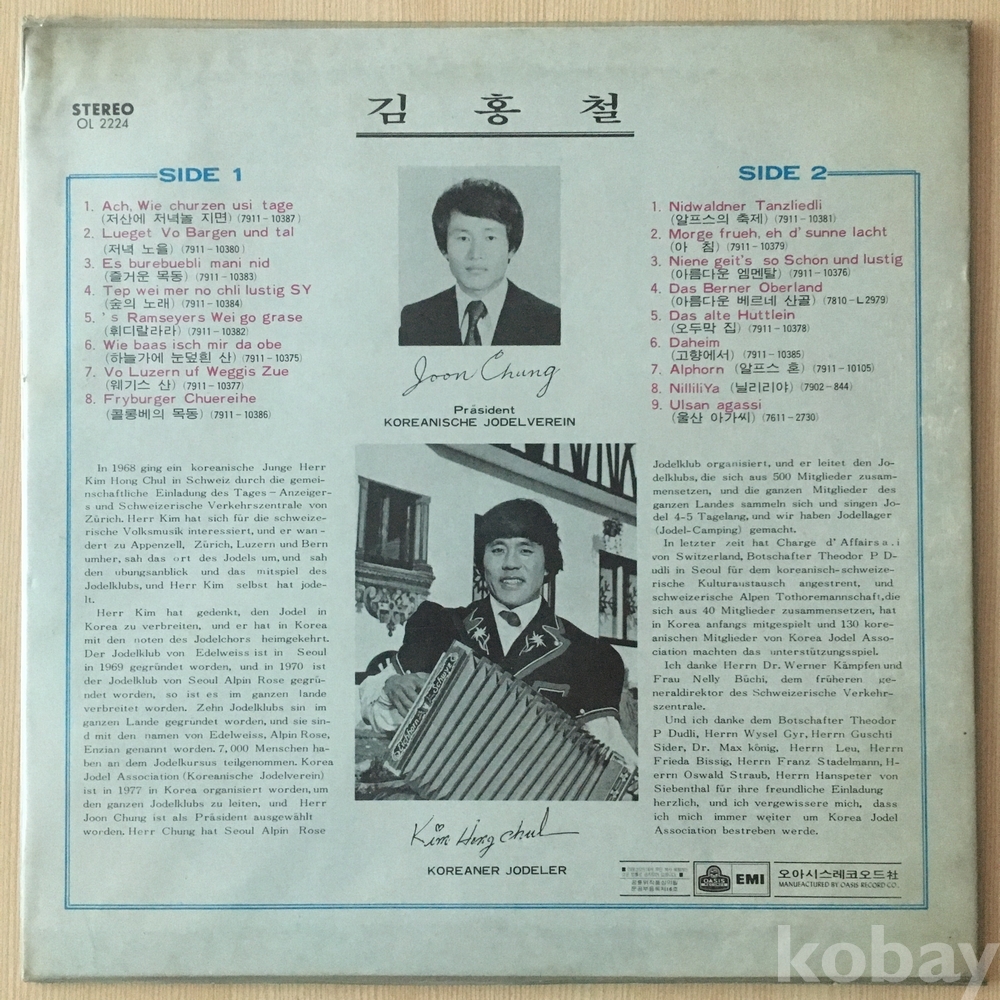 STEREO
OL 2224
김 홍 철
SIDE 1
1. Ach, Wie churzen usi tage
(저산에 저녁놀 지면) (7911-10387)
2. Lueget Vo Bargen und tal
(저녁 노을) (7911-10380)
3. Es burebuebli mani nid
(즐거운 목동) (7911-10383)
4. Tep wei mer no chli lustig SY
(숲의 노래) (7911-10384)
5. 's Ramseyers Wei go grase
(휘디랄라라) (7911-10382)
6. Wie baas isch mir da obe
(하늘가에 눈덮흰 산) (7911-10375)
7. Vo Luzern uf Weggis Zue
(웨기스 산) (7911-10377)
8. Fryburger Chuereihe
(콜롱베의 목동) (7911-10386)
Joon Chung
Präsident
KOREANISCHE JODELVEREIN
SIDE 2
1. Nidwaldner Tanzliedli
(알프스의 축제) (7911-10381)
2. Morge frueh, eh d'sunne lacht
(아 침) (7911-10379)
3. Niene geit's so Schon und lustig
(아름다운 엠멘탈) (7911-10376)
4. Das Berner Oberland
(아름다운 베르네 산골) (7810-L2979)
5. Das alte Huttlein
(오두막 집) (7911-10378)
6. Daheim
(고향에서) (7911-10385)
7. Alphorn (알프스 혼) (7911-10105)
8. NilliliYa (닐리리야) (7902-844)
9. Ulsan agassi
(울산 아가씨) (7611-2730)
In 1968 ging ein koreanische Junge Herr
Kim Hong Chul in Schweiz durch die gemei-
nschaftliche Einladung des Tages-Anzeiger-
s und Schweizerische Verkehrszentrale von
Zürich. Herr Kim hat sich für die schweize-
rische Volksmusik interessiert, und er wan-
dert zu Appenzell, Zürich, Luzern und Bern
umher, sah das ort des Jodels um, und sah
den ubungsanblick und das mitspiel des
Jodelklubs, und Herr Kim selbst hat jode-
lt.
Herr Kim hat gedenkt, den Jodel in
Korea zu verbreiten, und er hat in Korea
mit den noten des Jodelchors heimgekehrt.
Der Jodelklub von Edelweiss ist in Seoul
in 1969 gegründet worden, und in 1970 ist
der Jodelklub von Seoul Alpin Rose gegrü-
ndet worden, so ist es im ganzen lande
verbreitet worden. Zehn Jodelklubs sin im
ganzen Lande gegründet worden, und sie sin-
d mit den namen von Edelweiss, Alpin Rose,
Enzian genannt worden. 7,000 Menschen ha-
ben an dem Jodelkursus teilgenommen. Korea
Jodel Association (Koreanische Jodelverein)
ist in 1977 in Korea organisiert worden, um
den ganzen Jodelklubs zu leiten, und Herr
Joon Chung ist als Präsident ausgewählt
worden. Herr Chung hat Seoul Alpin Rose
Kim Hong chul
KOREANER JODELER
Jodelklub organisiert, und er leitet den Jo-
delklubs, die sich aus 500 Mitglieder zusam-
mensetzen, und die ganzen Mitglieder des
ganzen Landes sammeln sich und singen Jo-
del 4-5 Tagelang, und wir haben Jodellager
(Jodel-Camping) gemacht.
In letzter zeit hat Charge d' Affairs a.i
von Switzerland, Botschafter Theodor P D-
udli in Seoul für dem koreanisch-schweize-
rische Kulturaustausch angestrent, und
schweizerische Alpen Tothoremannschaft, die
sich aus 40 Mitglieder zusammensetzen, hat
in Korea anfangs mitgespielt und 130 kore-
anischen Mitglieder von Korea Jodel Asso-
ciation machten das unterstützungsspiel.
Ich danke Herrn Dr. Werner Kämpfen und
Frau Nelly Büchi, dem früheren ge-
neraldirektor des Schweizerische Verkehr-
szentrale.
Und ich danke dem Botschafter Theodor
P Dudli, Herrn Wysel Gyr, Herrn Guschti
Sider, Dr. Max könig, Herrn Leu, Herrn
Frieda Bissig, Herrn Franz Stadelmann, H-
errn Oswald Straub, Herrn Hanspeter von
Siebenthal für ihre freundliche Einladung
herzlich, und ich vergewissere mich, dass
ich mich immer weiter um Korea Jodel
Association bestreben werde.
OASIS
EMI
오아시스레코오드社
MANUFACTURED BY OASIS RECORD CO.
kobay